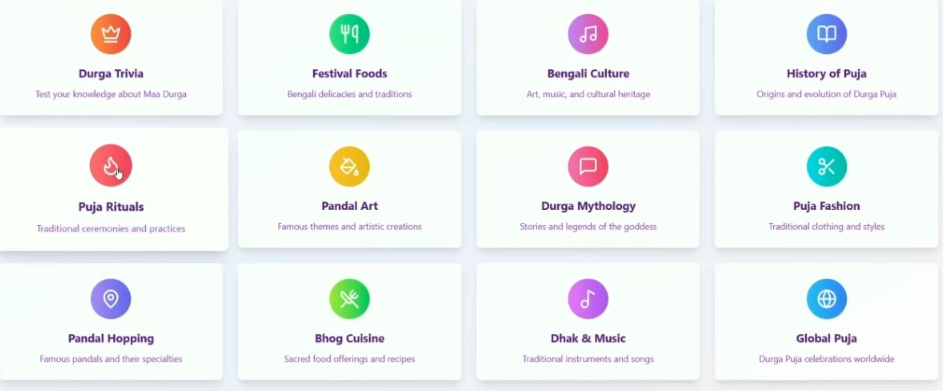 Durga Trivia
Test your knowledge about Maa Durga
Festival Foods
Bengali delicacies and traditions
Bengali Culture
Art, music, and cultural heritage
History of Puja
Origins and evolution of Durga Puja
Puja Rituals
Traditional ceremonies and practices
Pandal Art
Famous themes and artistic creations
Durga Mythology
Stories and legends of the goddess
Puja Fashion
Traditional clothing and styles
Pandal Hopping
Famous pandals and their specialties
Bhog Cuisine
Sacred food offerings and recipes
Dhak & Music
Traditional instruments and songs
Global Puja
Durga Puja celebrations worldwide